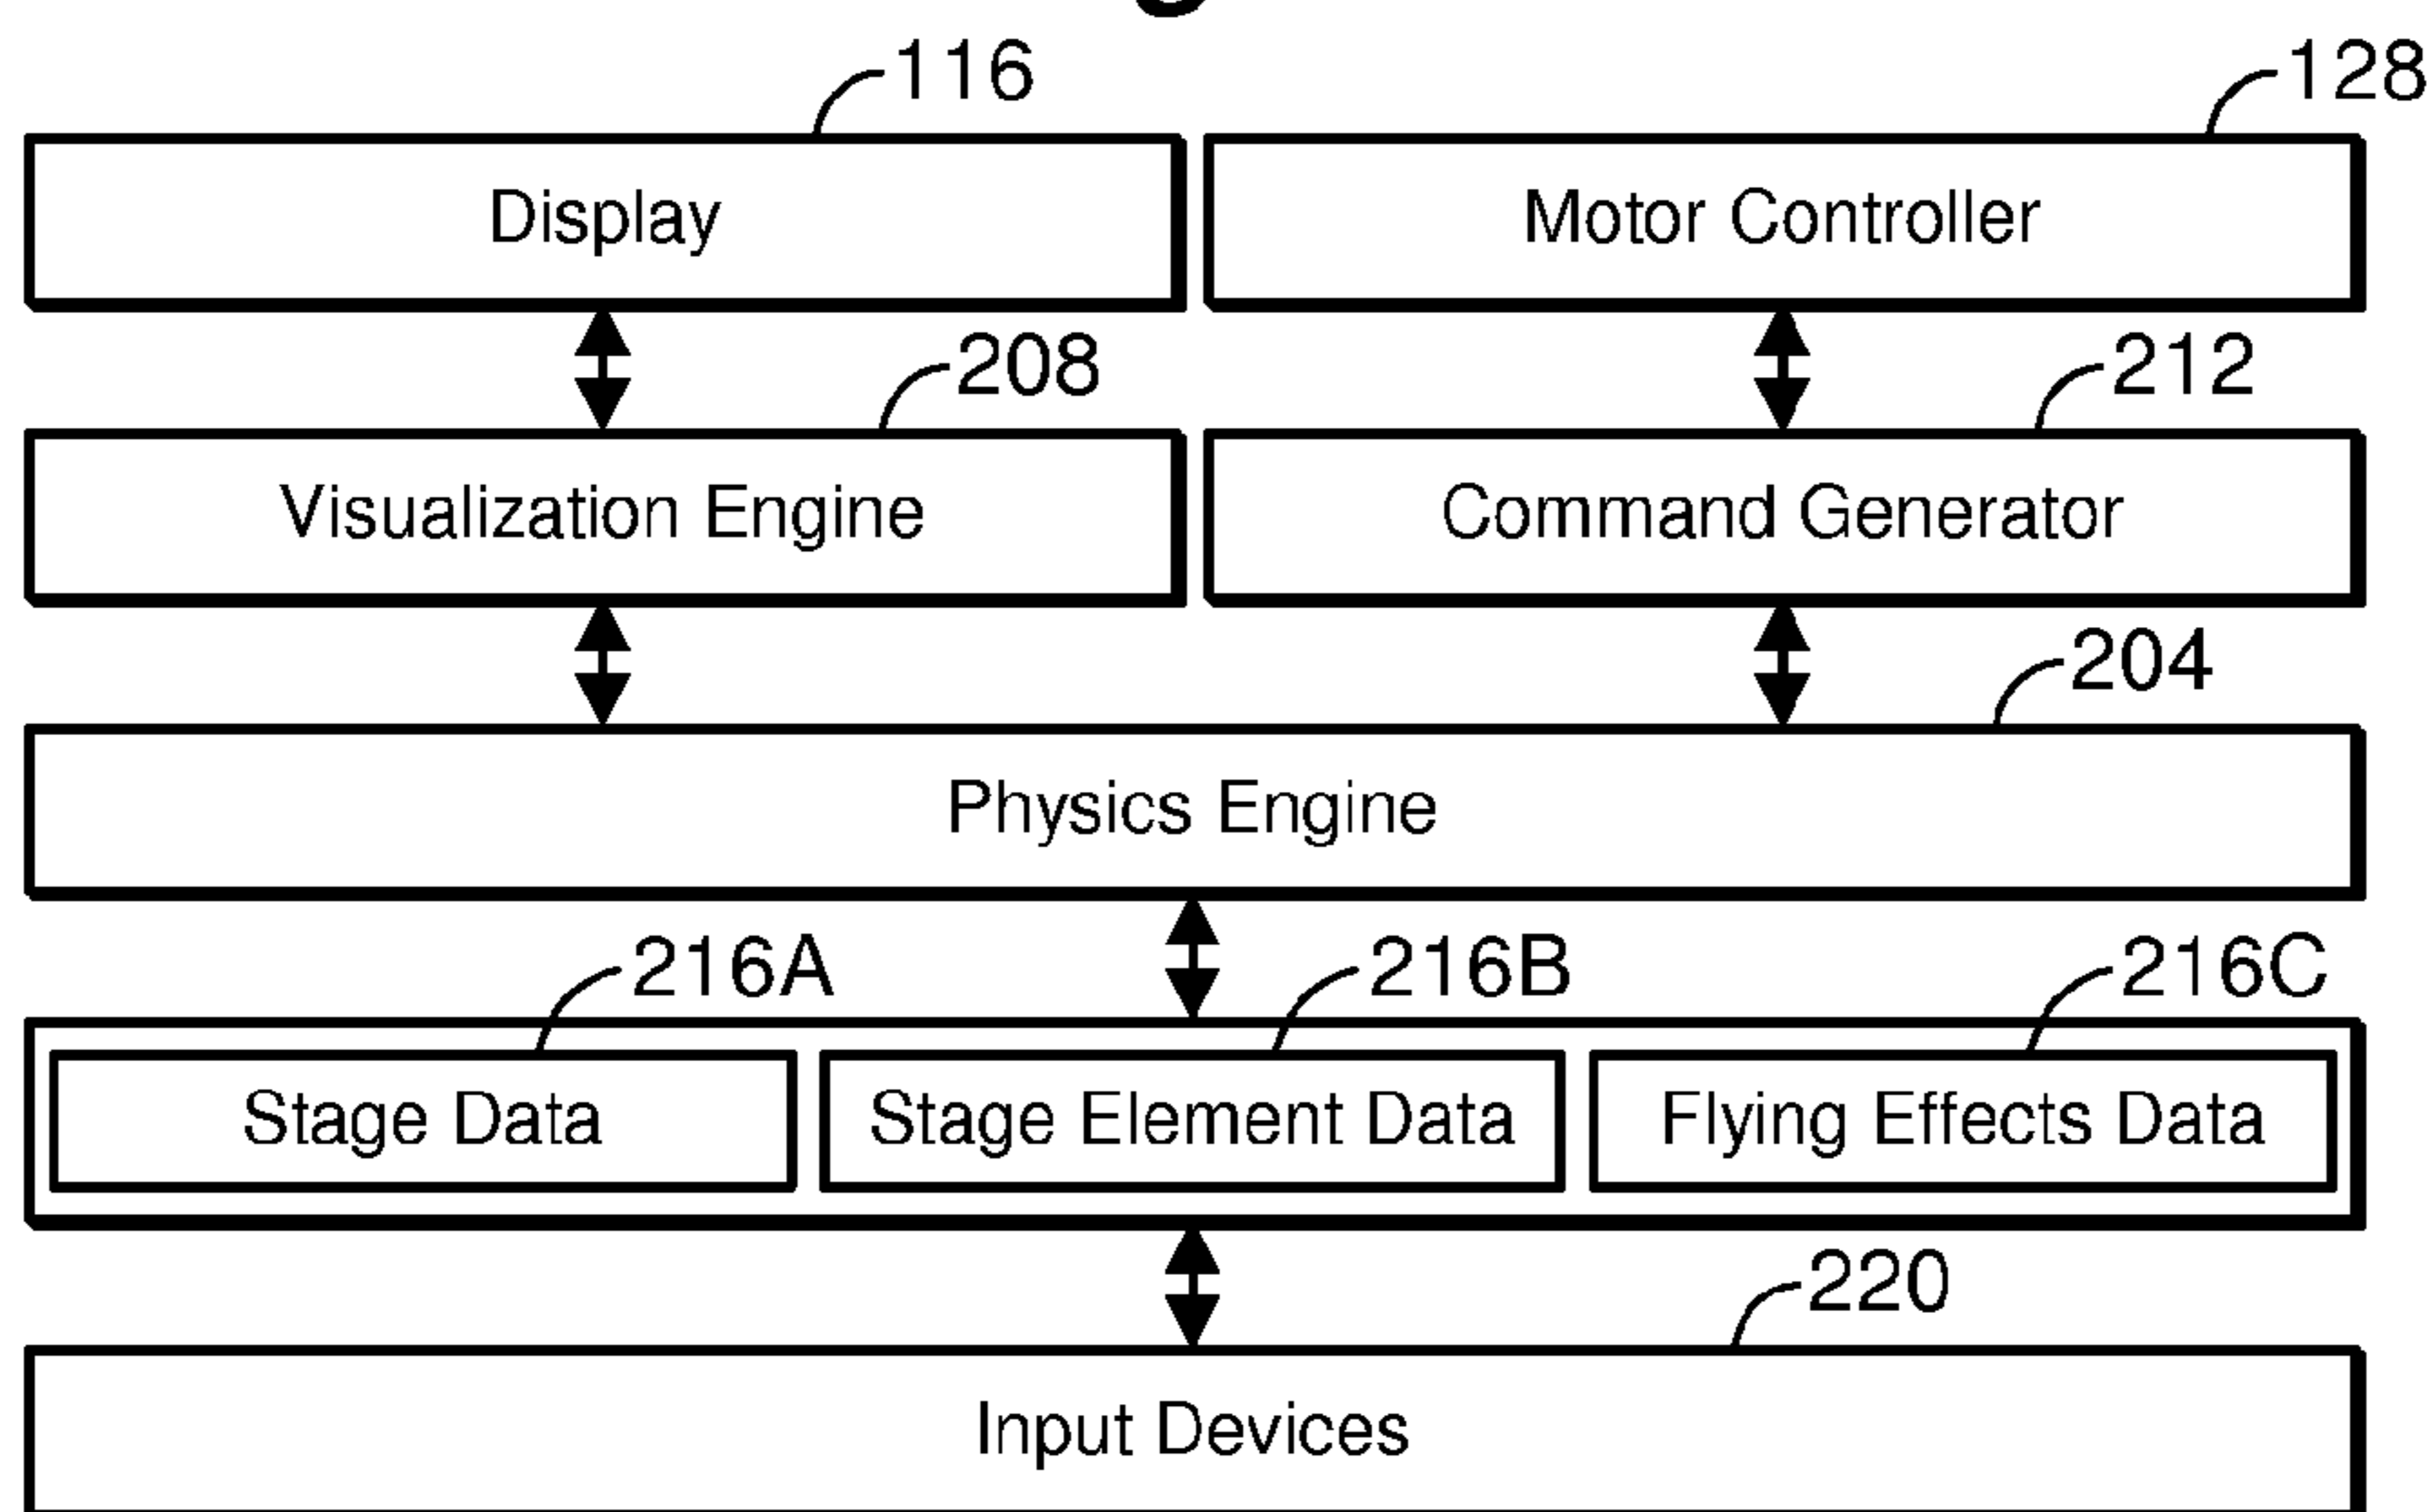 116
128
Display
Motor Controller
208
212
Visualization Engine
Command Generator
204
Physics Engine
216A
216B
216C
Stage Data
Stage Element Data
Flying Effects Data
220
Input Devices